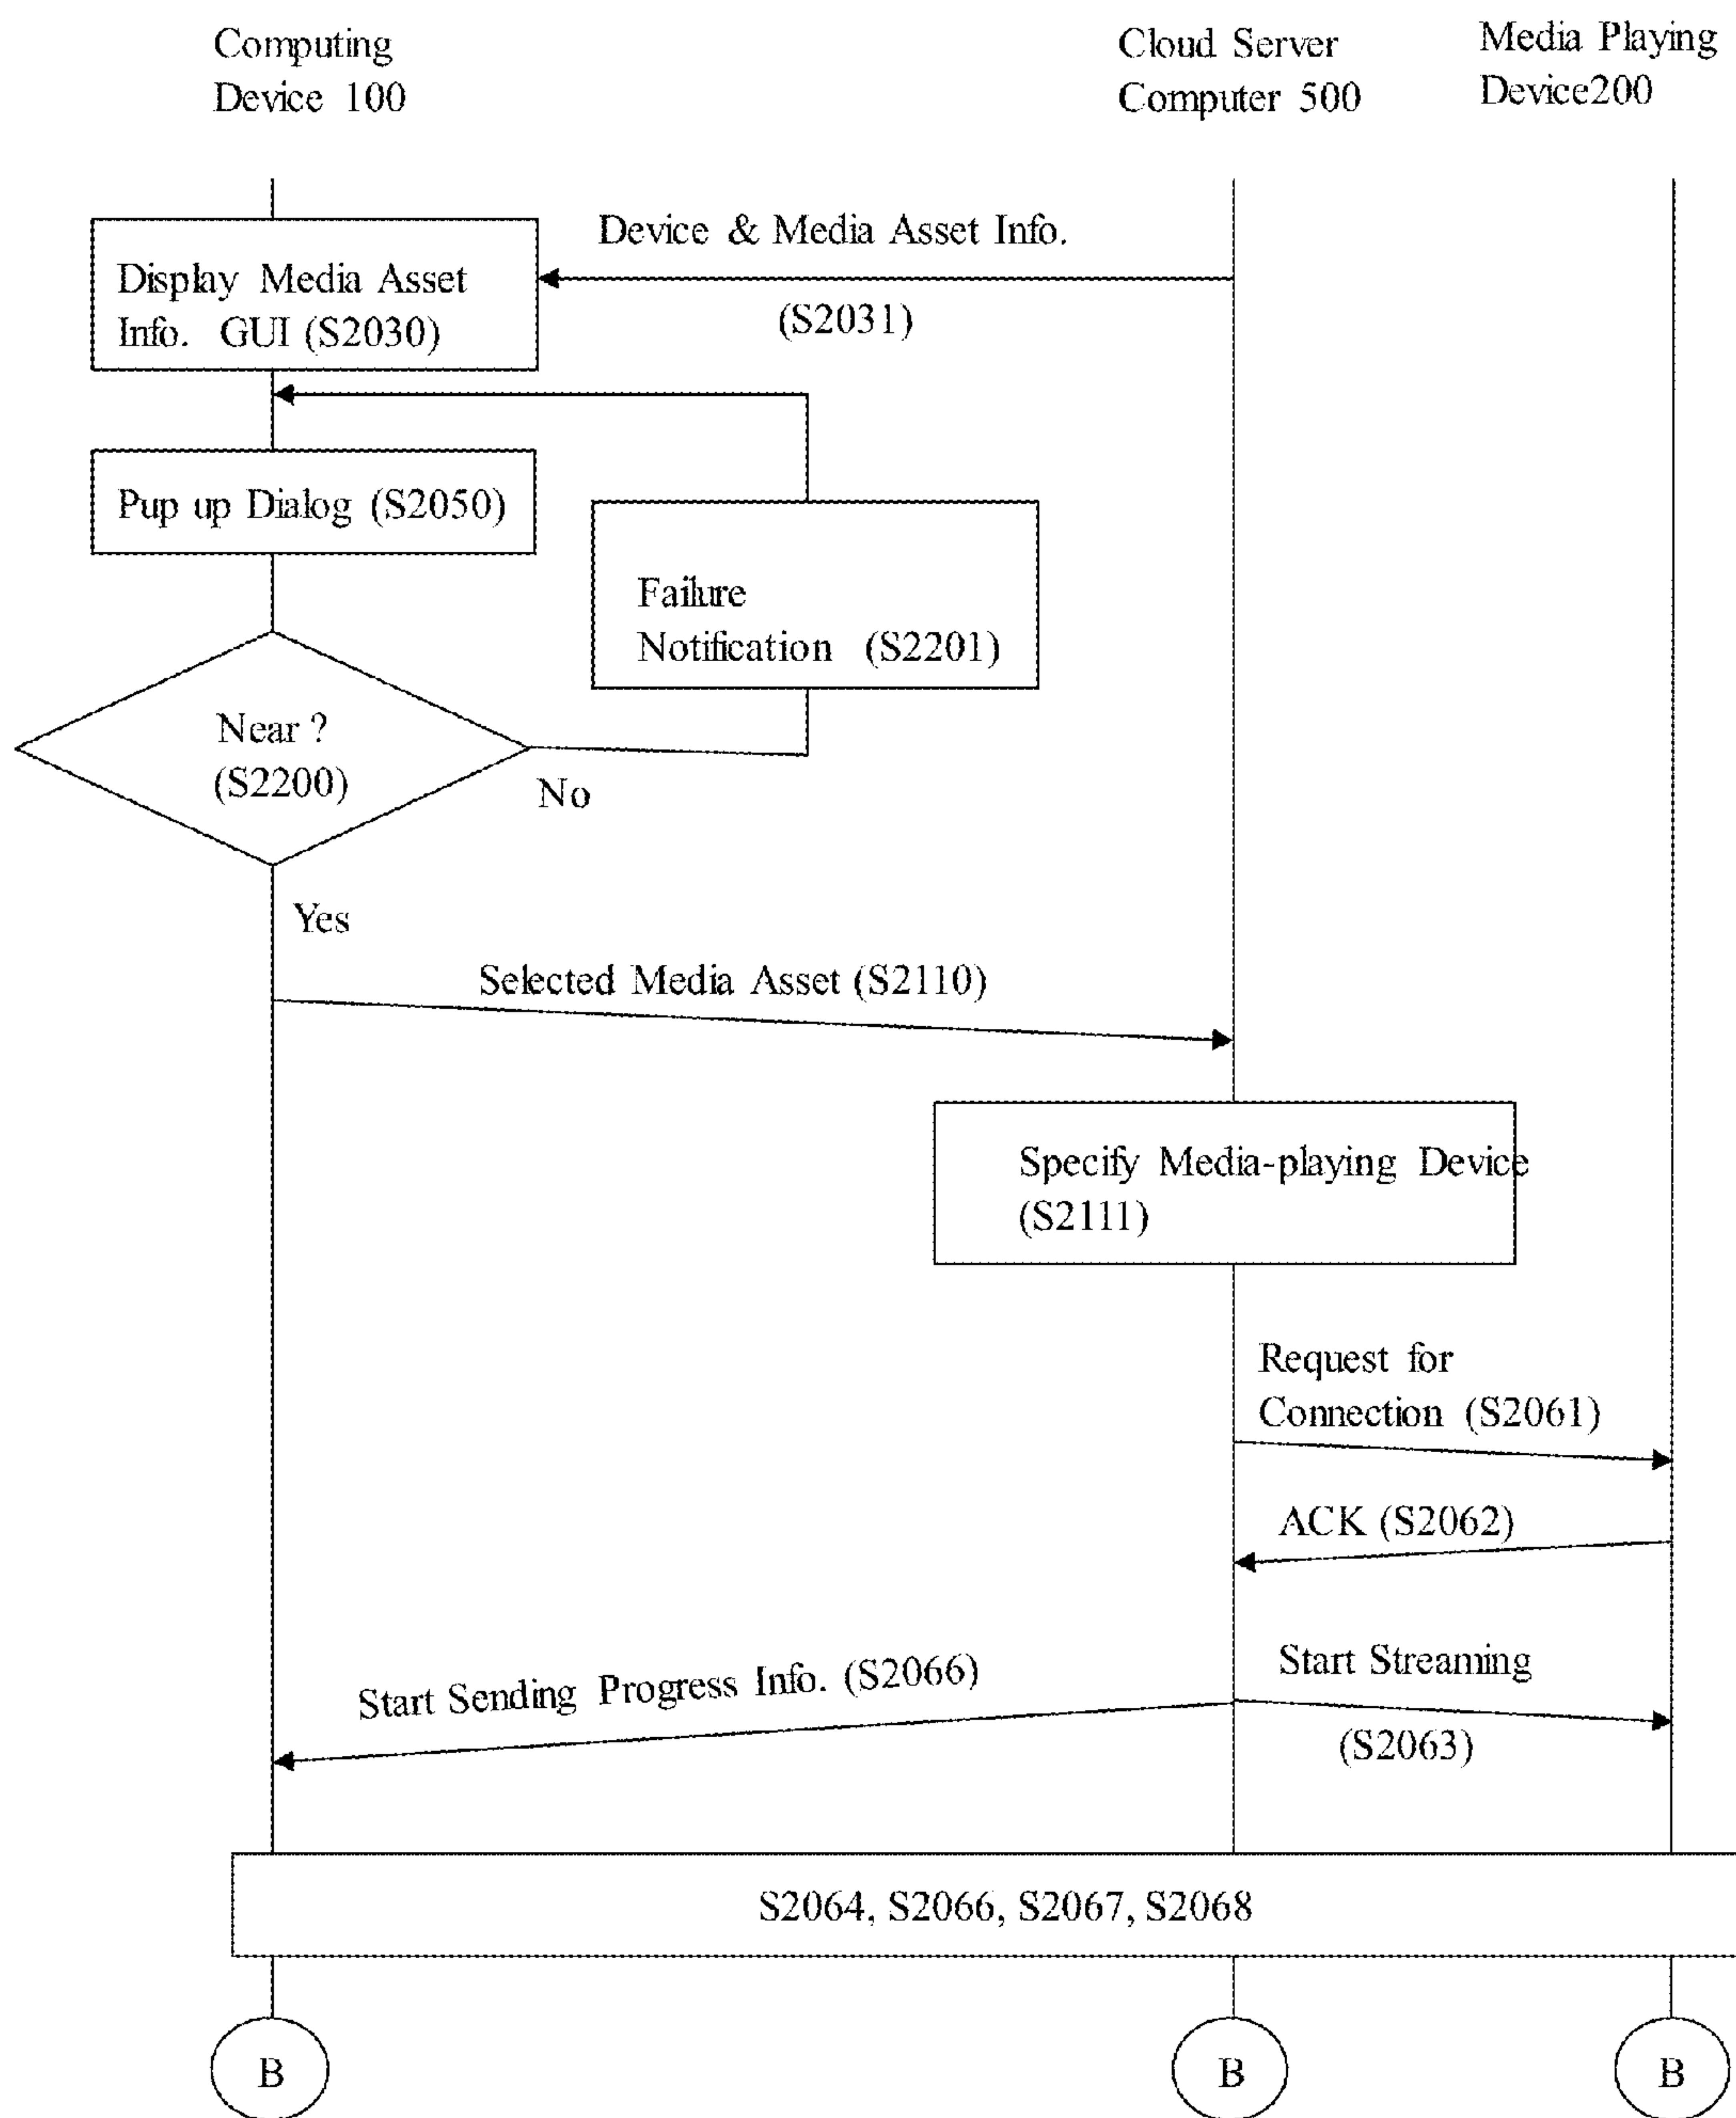 Computing
Device 100
Cloud Server
Computer 500
Media Playing
Device200
Device & Media Asset Info.
(S2031)
Display Media Asset
Info. GUI (S2030)
Pup up Dialog (S2050)
Failure
Notification (S2201)
Near ?
(S2200)
No
Yes
Selected Media Asset (S2110)
Specify Media-playing Device
(S2111)
Request for
Connection (S2061)
ACK (S2062)
Start Sending Progress Info. (S2066)
Start Streaming
(S2063)
S2064, S2066, S2067, S2068
B
B
B